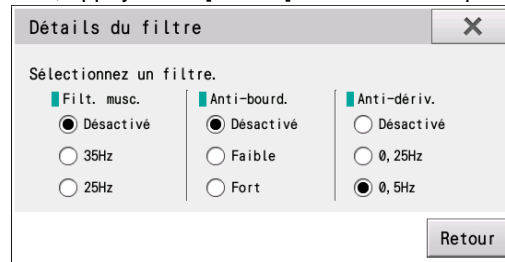 Détails du filtre
Sélectionnez un filtre.
Filt. musc.
Désactivé
35Hz
25Hz
Anti-bourd.
Désactivé
Faible
Fort
Anti-dériv.
Désactivé
0,25Hz
0,5Hz
Retour